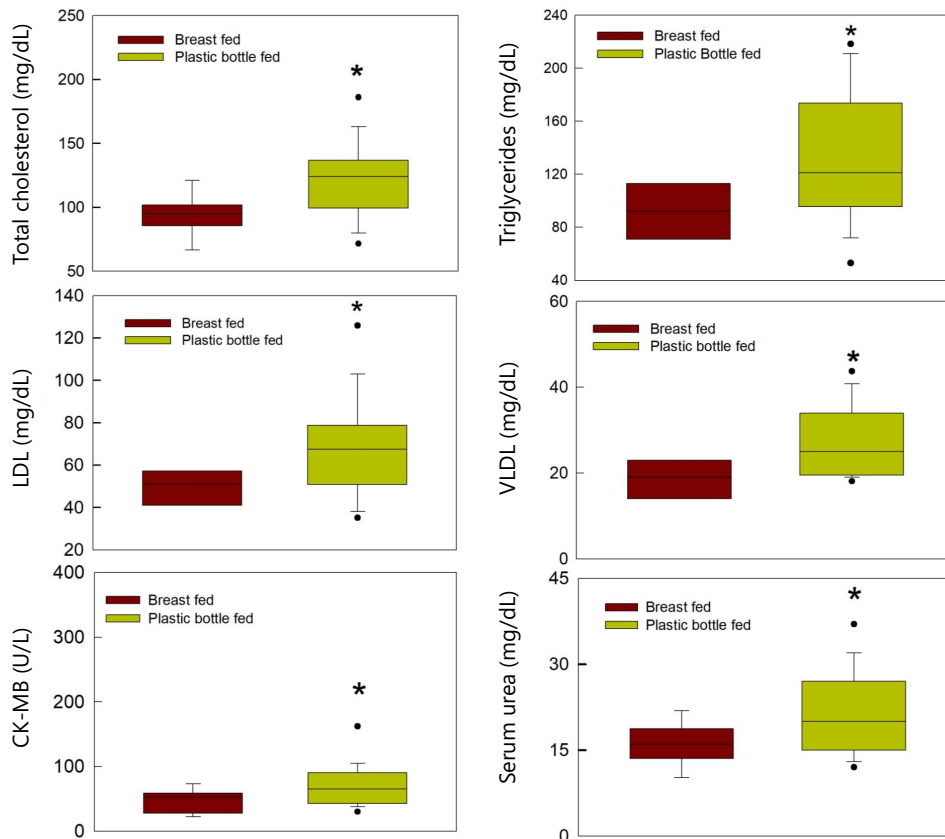 Total cholesterol (mg/dL)
250
200
150
100
50
Breast fed
Plastic bottle fed
*
Triglycerides (mg/dL)
240
200
160
120
80
40
Breast fed
Plastic Bottle fed
*
LDL (mg/dL)
140
120
100
80
60
40
20
Breast fed
Plastic bottle fed
*
VLDL (mg/dL)
60
40
20
0
Breast fed
Plastic bottle fed
*
CK-MB (U/L)
400
300
200
100
0
Breast fed
Plastic bottle fed
*
Serum urea (mg/dL)
45
30
15
0
Breast fed
Plastic bottle fed
*